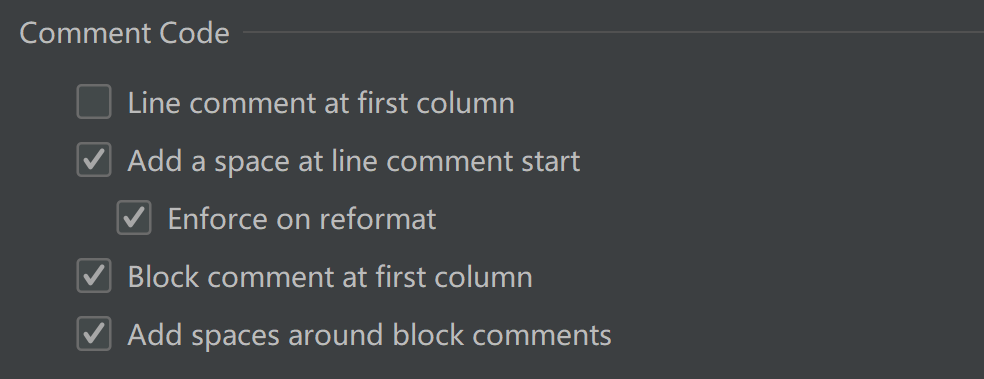 Comment Code
Line comment at first column
Add a space at line comment start
Enforce on reformat
Block comment at first column
Add spaces around block comments